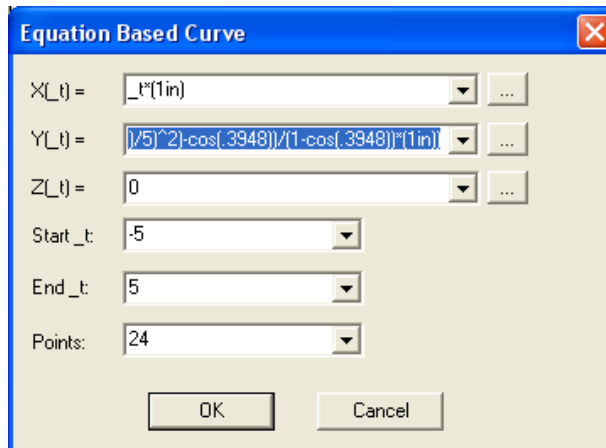 Equation Based Curve
X(_t) = _t*(1in) ...
Y(_t) = )/5)^2)-cos(.3948))/(1-cos(.3948))*(1in)) ...
Z(_t) = 0 ...
Start _t: -5
End _t: 5
Points: 24
OK Cancel